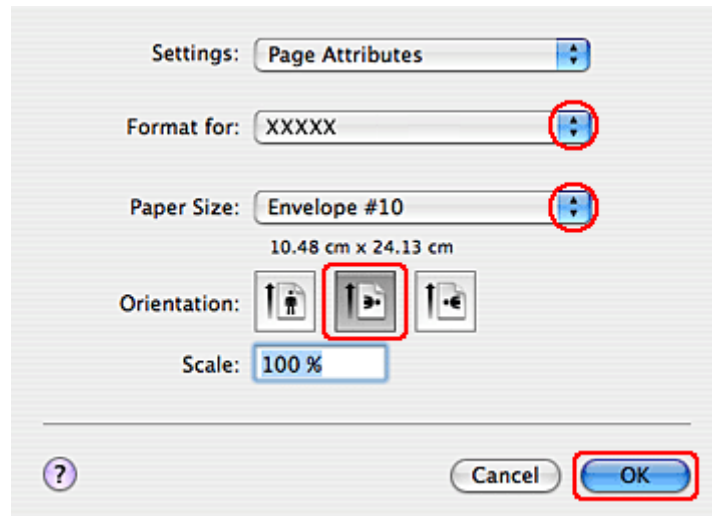 Settings: Page Attributes
Format for: XXXXX
Paper Size: Envelope #10
10.48 cm x 24.13 cm
Orientation:
Scale: 100 %
? Cancel OK